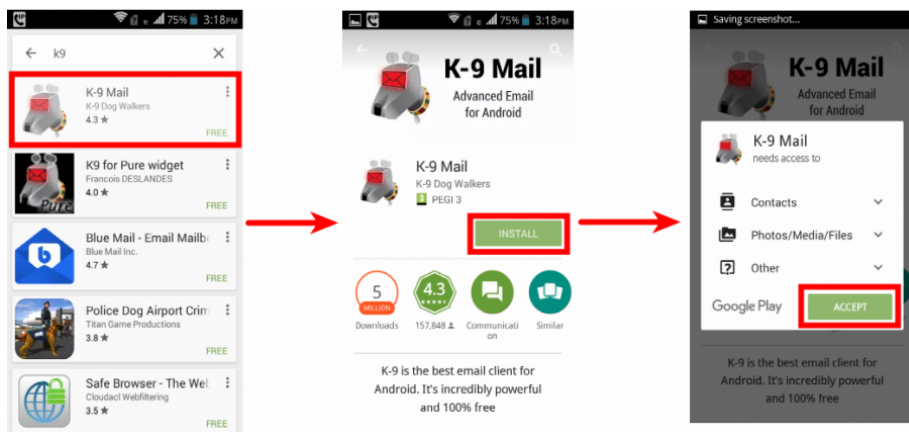 75% 3:18PM
k9
K-9 Mail
K-9 Dog Walkers
4.3 ★
FREE
K9 for Pure widget
Francois DESLANDES
4.0 ★
FREE
Pure
Blue Mail - Email Mailb
Blue Mail Inc.
4.7 ★
FREE
Police Dog Airport Crim
Titan Game Productions
3.8 ★
FREE
Safe Browser - The Wel
Cloudacl Webfiltering
3.5 ★
FREE
75% 3:18PM
K-9 Mail
Advanced Email
for Android
K-9 Mail
K-9 Dog Walkers
3 PEGI 3
INSTALL
5
MILLION
Downloads
4.3
157,848
Communicati
on
Similar
K-9 is the best email client for
Android. It's incredibly powerful
and 100% free
Saving screenshot...
K-9 Mail
Advanced Email
for Android
K-9 Mail
needs access to
Contacts
Photos/Media/Files
Other
Google Play
ACCEPT
K-9 is the best email client for
Android. It's incredibly powerful
and 100% free